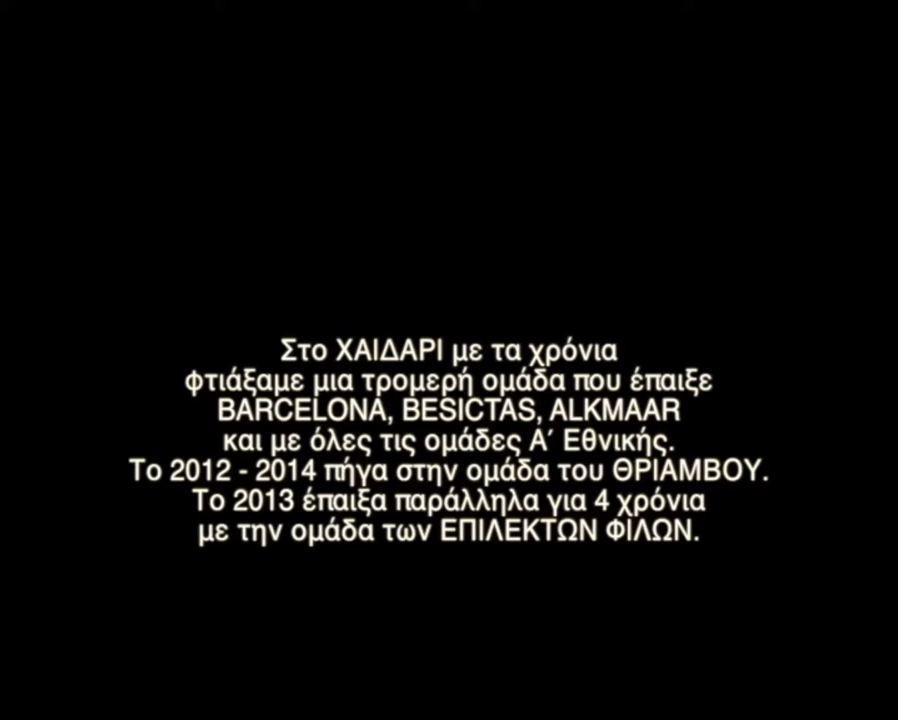 Στο ΧΑΙΔΑΡΙ με τα χρόνια
φτιάξαμε μια τρομερή ομάδα που έπαιξε
BARCELONA, BESICTAS, ALKMAAR
και με όλες τις ομάδες Α΄ Εθνικής.
Το 2012 - 2014 πήγα στην ομάδα του ΘΡΙΑΜΒΟΥ.
Το 2013 έπαιξα παράλληλα για 4 χρόνια
με την ομάδα των ΕΠΙΛΕΚΤΩΝ ΦΙΛΩΝ.